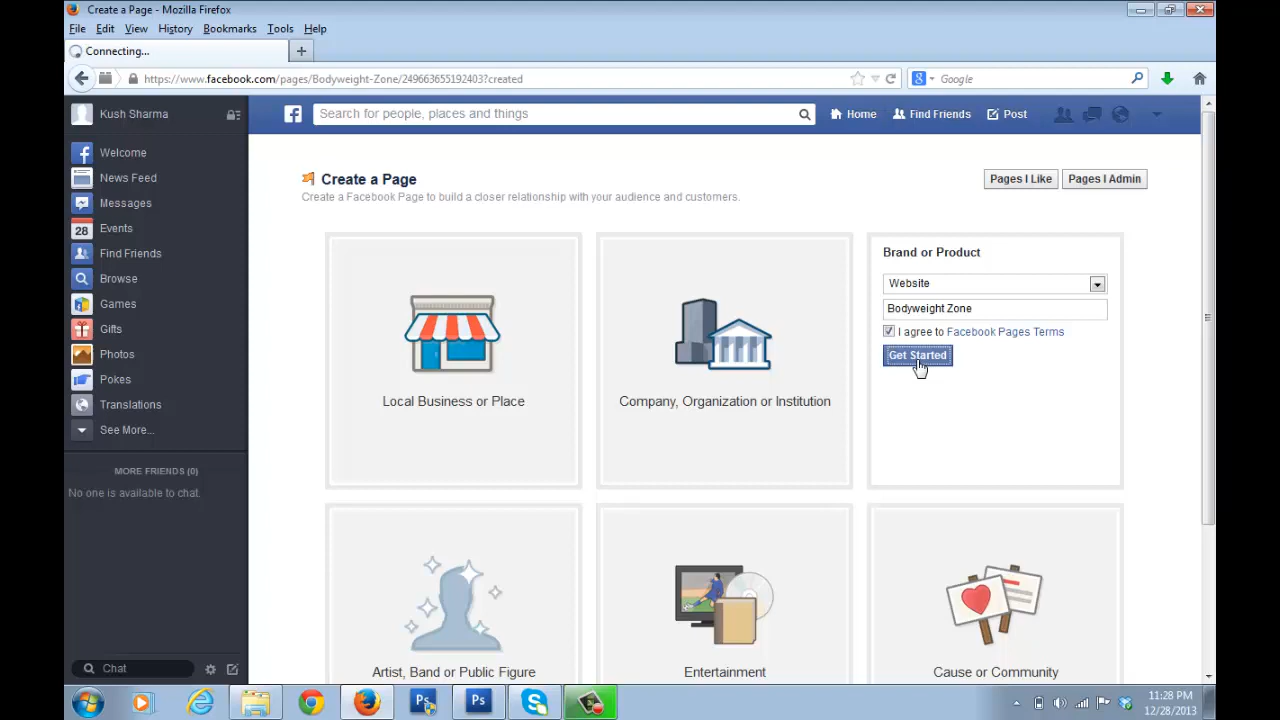 Create a Page - Mozilla Firefox
File Edit View History Bookmarks Tools Help
Connecting...
https://www.facebook.com/pages/Bodyweight-Zone/249663655192403?created
Google
Kush Sharma
Search for people, places and things
Home Find Friends Post
Welcome
News Feed
Messages
28 Events
Find Friends
Browse
Games
Gifts
Photos
Pokes
Translations
See More...
MORE FRIENDS (0)
No one is available to chat.
Chat
Create a Page
Create a Facebook Page to build a closer relationship with your audience and customers.
Pages I Like Pages I Admin
Local Business or Place
Company, Organization or Institution
Brand or Product
Website
Bodyweight Zone
I agree to Facebook Pages Terms
Get Started
Artist, Band or Public Figure
Entertainment
Cause or Community
Ps Ps
11:28 PM
12/28/2013